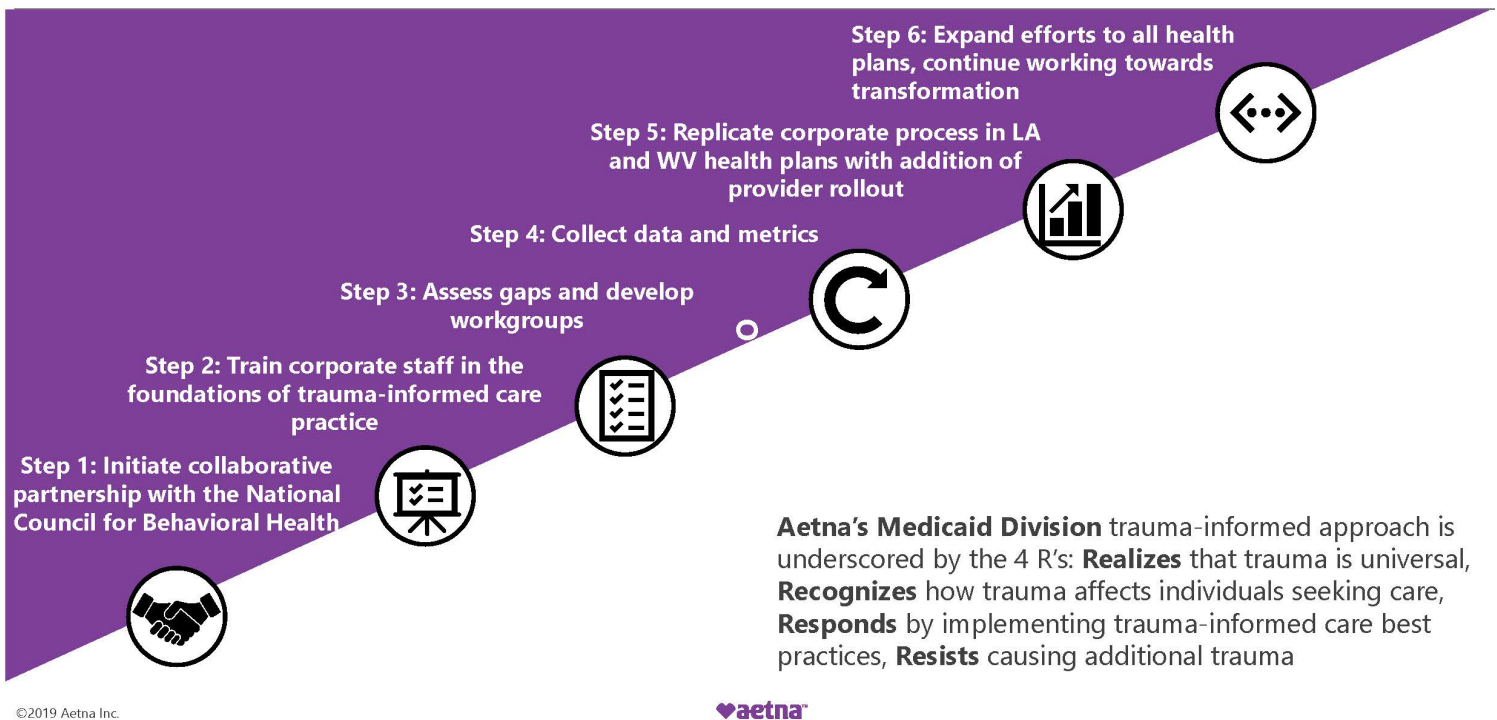 Step 6: Expand efforts to all health
plans, continue working towards
transformation
Step 5: Replicate corporate process in LA
and WV health plans with addition of
provider rollout
Step 4: Collect data and metrics
Step 3: Assess gaps and develop
workgroups
O
Step 2: Train corporate staff in the
foundations of trauma-informed care
practice
Step 1: Initiate collaborative
partnership with the National
Council for Behavioral Health
Aetna’s Medicaid Division trauma-informed approach is
underscored by the 4 R’s: Realizes that trauma is universal,
Recognizes how trauma affects individuals seeking care,
Responds by implementing trauma-informed care best
practices, Resists causing additional trauma
©2019 Aetna Inc.
aetna™